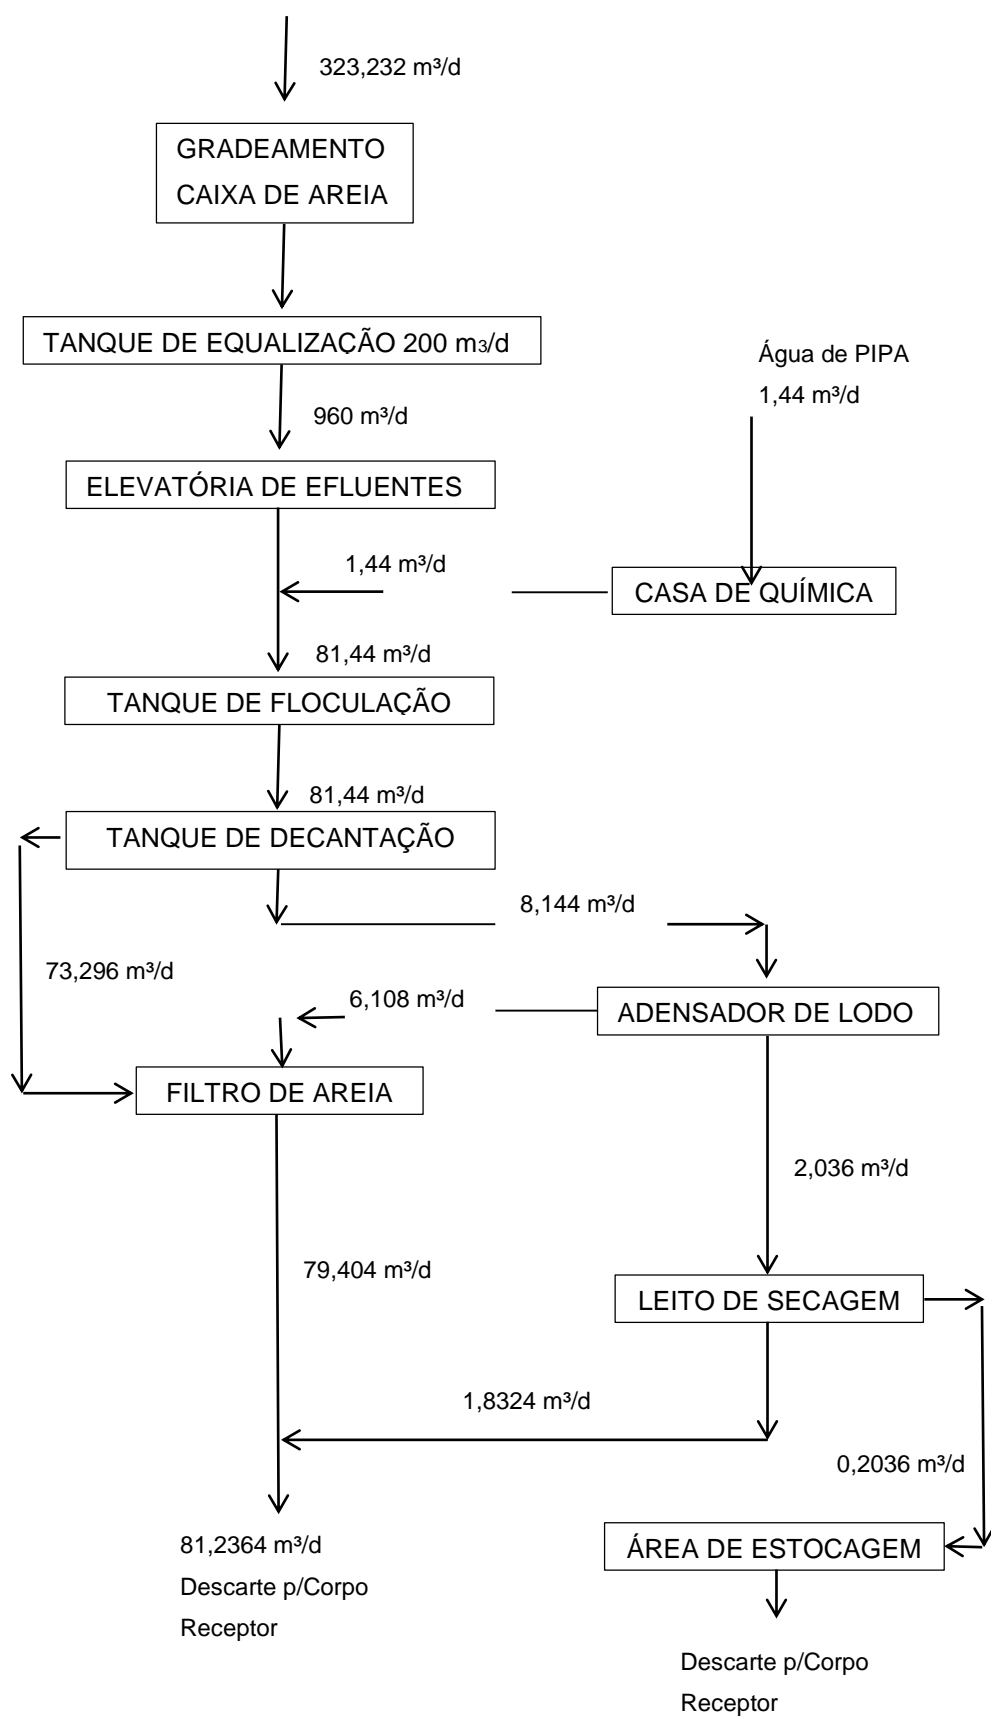 323,232 m³/d
GRADEAMENTO
CAIXA DE AREIA
TANQUE DE EQUALIZAÇÃO 200 m3/d
Água de PIPA
1,44 m³/d
960 m³/d
ELEVATÓRIA DE EFLUENTES
1,44 m³/d
CASA DE QUÍMICA
81,44 m³/d
TANQUE DE FLOCULAÇÃO
81,44 m³/d
TANQUE DE DECANTAÇÃO
8,144 m³/d
73,296 m³/d
6,108 m³/d
ADENSADOR DE LODO
FILTRO DE AREIA
2,036 m³/d
79,404 m³/d
LEITO DE SECAGEM
1,8324 m³/d
0,2036 m³/d
81,2364 m³/d
Descarte p/Corpo
Receptor
ÁREA DE ESTOCAGEM
Descarte p/Corpo
Receptor